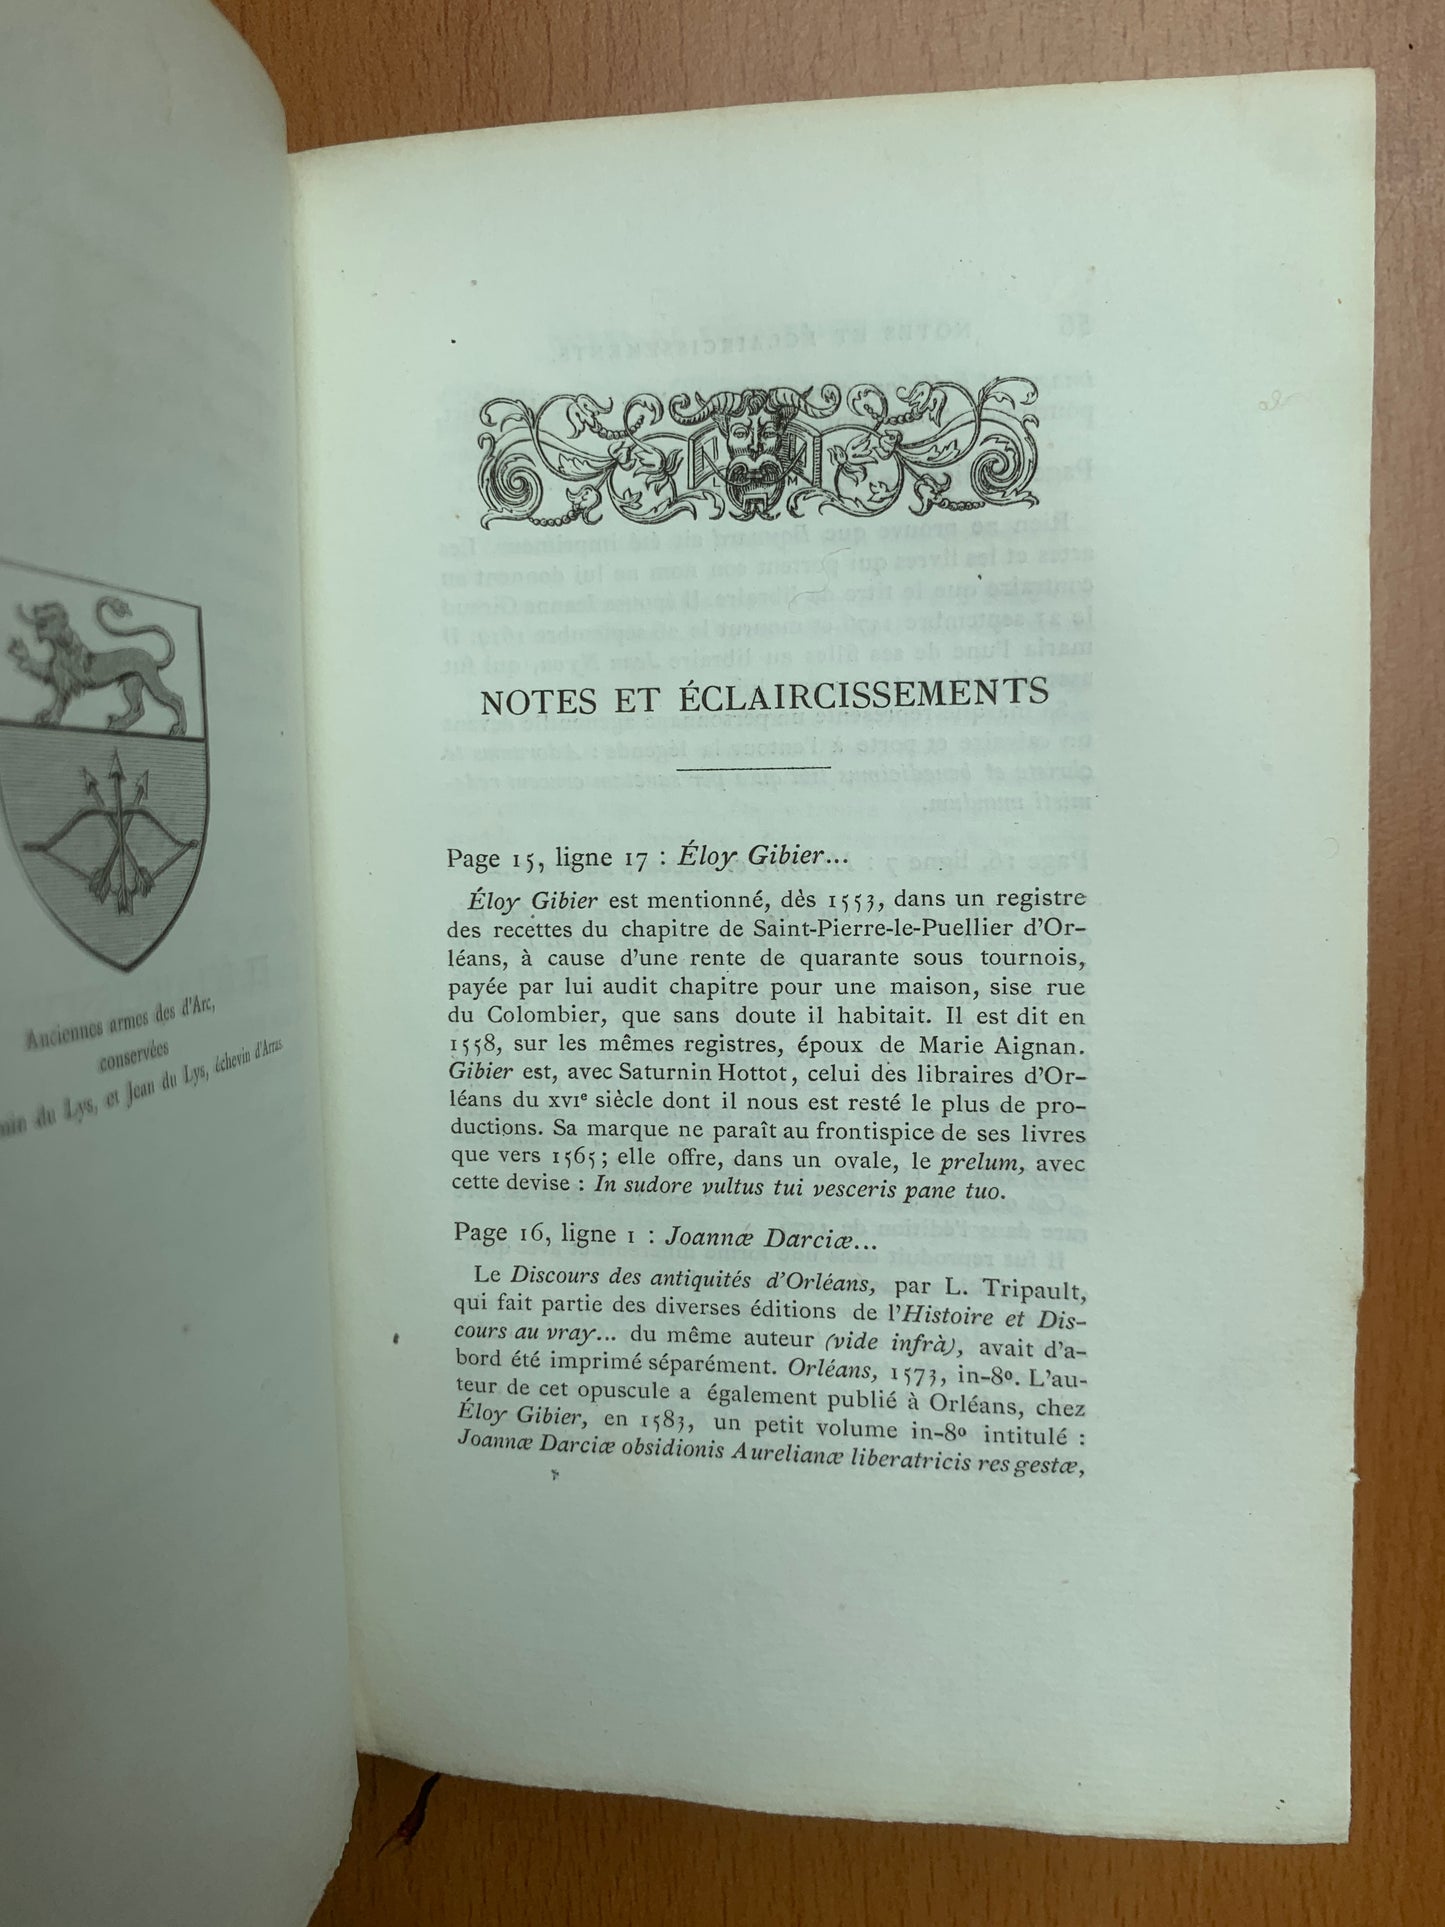 Anciennes armes des d'Arc,
conservées
du Lys, et Jean du Lys, échevin d'Arras.
L M
NOTES ET ÉCLAIRCISSEMENTS
Page 15, ligne 17 : Éloy Gibier...
Éloy Gibier est mentionné, dès 1553, dans un registre
des recettes du chapitre de Saint-Pierre-le-Puellier d'Or-
léans, à cause d'une rente de quarante sous tournois,
payée par lui audit chapitre pour une maison, sise rue
du Colombier, que sans doute il habitait. Il est dit en
1558, sur les mêmes registres, époux de Marie Aignan.
Gibier est, avec Saturnin Hottot, celui des libraires d'Or-
léans du XVIe siècle dont il nous est resté le plus de pro-
ductions. Sa marque ne paraît au frontispice de ses livres
que vers 1565; elle offre, dans un ovale, le prelum, avec
cette devise : In sudore vultus tui vesceris pane tuo.
Page 16, ligne 1 : Joannæ Darciæ...
Le Discours des antiquités d'Orléans, par L. Tripault,
qui fait partie des diverses éditions de l'Histoire et Dis-
cours au vray... du même auteur (vide infrà), avait d'a-
bord été imprimé séparément. Orléans, 1573, in-8º. L'au-
teur de cet opuscule a également publié à Orléans, chez
Éloy Gibier, en 1583, un petit volume in-8º intitulé :
Joannæ Darciæ obsidionis Aurelianæ liberatricis res gestæ,